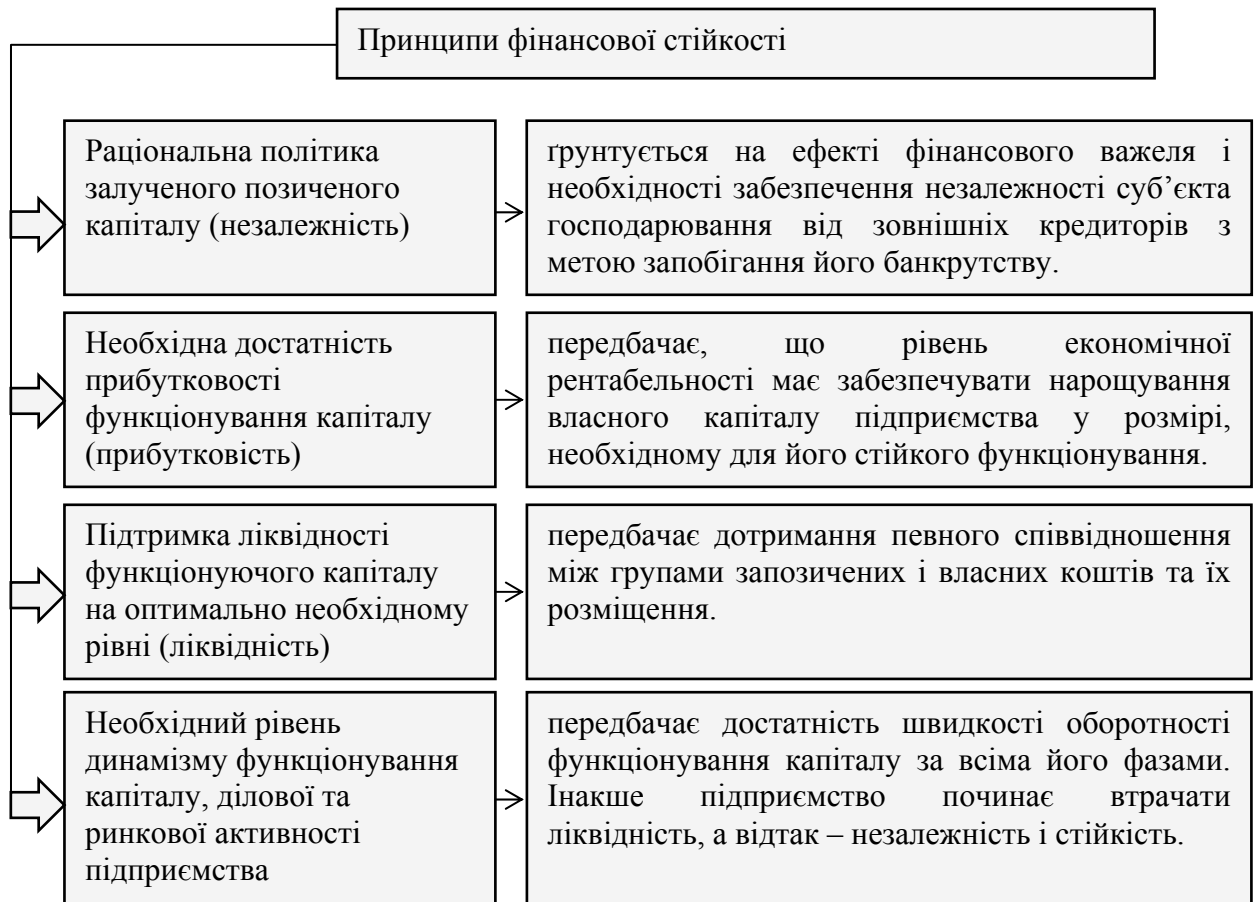 Принципи фінансової стійкості
Раціональна політика
залученого позиченого
капіталу (незалежність)
ґрунтується на ефекті фінансового важеля і
необхідності забезпечення незалежності суб’єкта
господарювання від зовнішніх кредиторів з
метою запобігання його банкрутству.
Необхідна достатність
прибутковості
функціонування капіталу
(прибутковість)
передбачає, що рівень економічної
рентабельності має забезпечувати нарощування
власного капіталу підприємства у розмірі,
необхідному для його стійкого функціонування.
Підтримка ліквідності
функціонуючого капіталу
на оптимально необхідному
рівні (ліквідність)
передбачає дотримання певного співвідношення
між групами запозичених і власних коштів та їх
розміщення.
Необхідний рівень
динамізму функціонування
капіталу, ділової та
ринкової активності
підприємства
передбачає достатність швидкості оборотності
функціонування капіталу за всіма його фазами.
Інакше підприємство починає втрачати
ліквідність, а відтак – незалежність і стійкість.